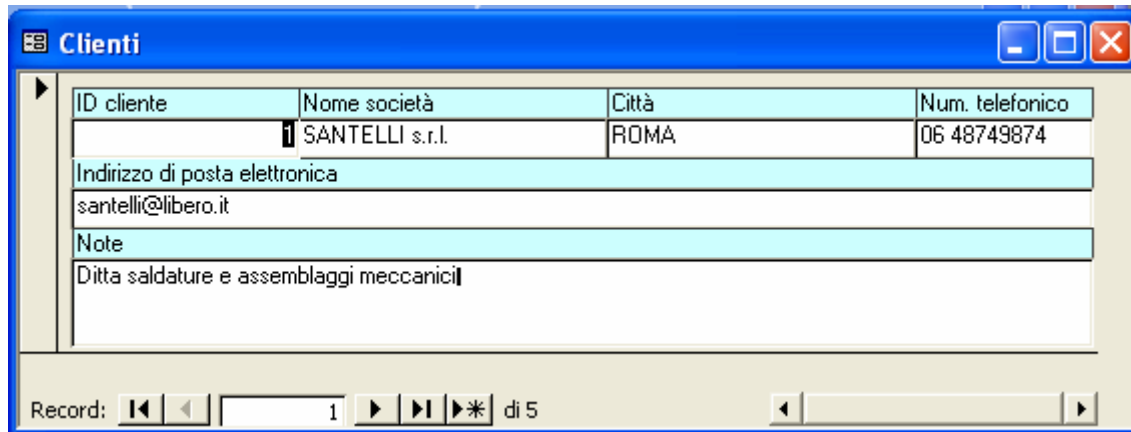 Clienti
ID cliente Nome società Città Num. telefonico
1 SANTELLI s.r.l. ROMA 06 48749874
Indirizzo di posta elettronica
santelli@libero.it
Note
Ditta saldature e assemblaggi meccanici
Record: 1 di 5